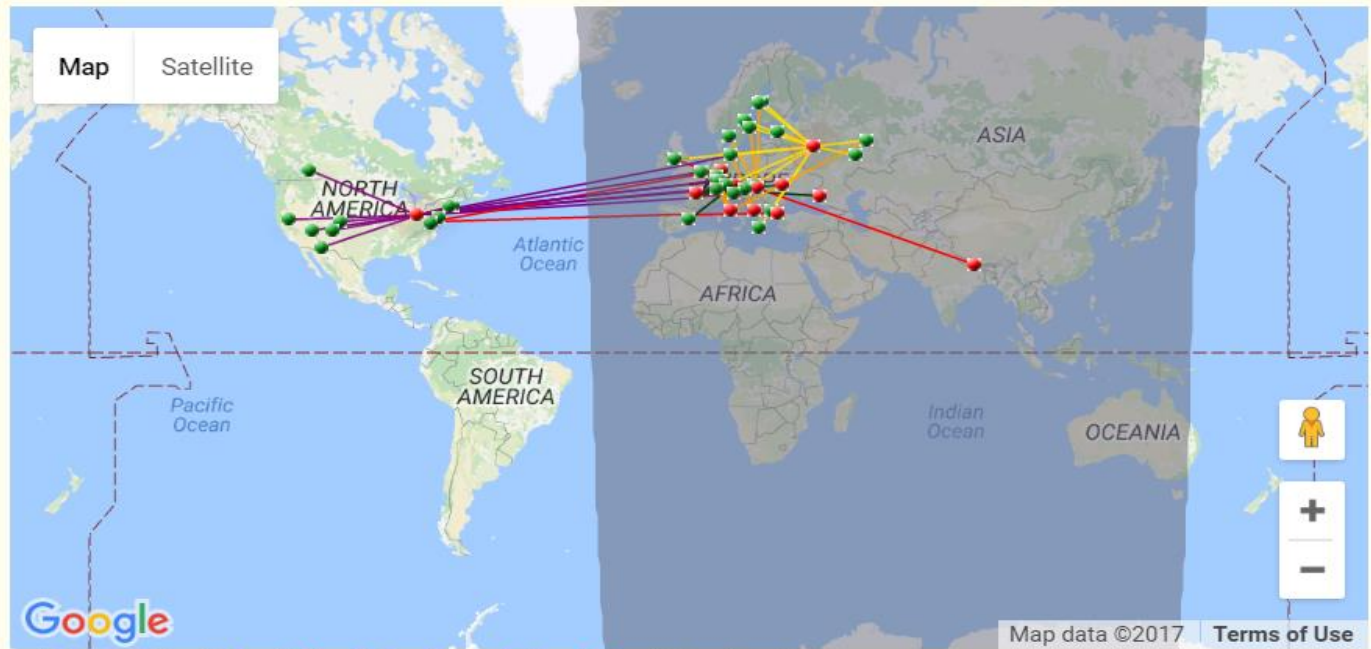 Map
Satellite
ASIA
NORTH
AMERICA
Atlantic
Ocean
AFRICA
SOUTH
AMERICA
Pacific
Ocean
Indian
Ocean
OCEANIA
+
−
Google
Map data ©2017
Terms of Use